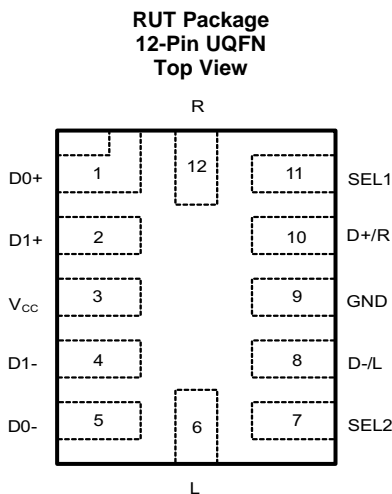 RUT Package
12-Pin UQFN
Top View
R
D0+ 1 12 11 SEL1
D1+ 2 10 D+/R
VCC 3 9 GND
D1- 4 8 D-/L
D0- 5 6 7 SEL2
L